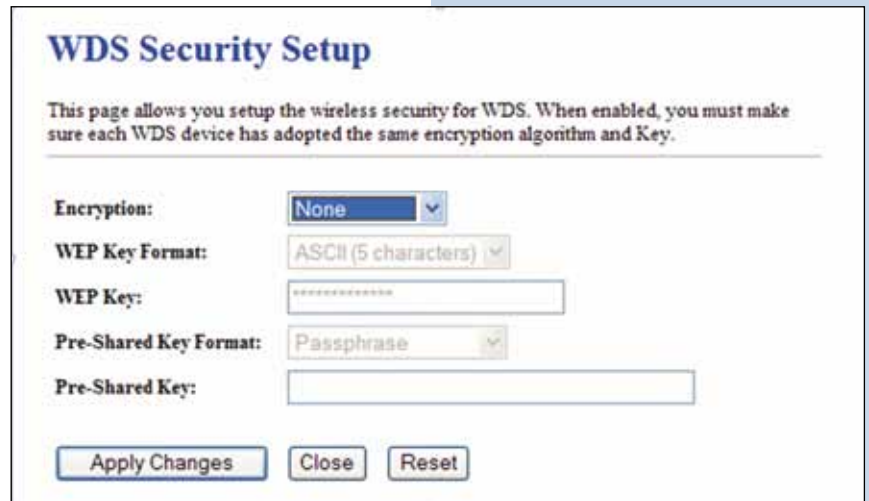 WDS Security Setup
This page allows you setup the wireless security for WDS. When enabled, you must make
sure each WDS device has adopted the same encryption algorithm and Key.
Encryption: None
WEP Key Format: ASCII (5 characters)
WEP Key: *************
Pre-Shared Key Format: Passphrase
Pre-Shared Key:
Apply Changes Close Reset